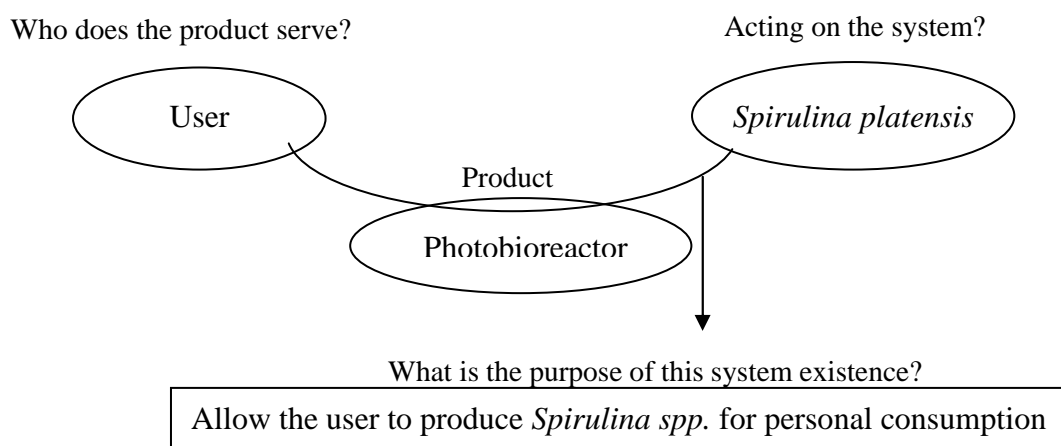 Who does the product serve?
Acting on the system?
User
Spirulina platensis
Product
Photobioreactor
What is the purpose of this system existence?
Allow the user to produce Spirulina spp. for personal consumption